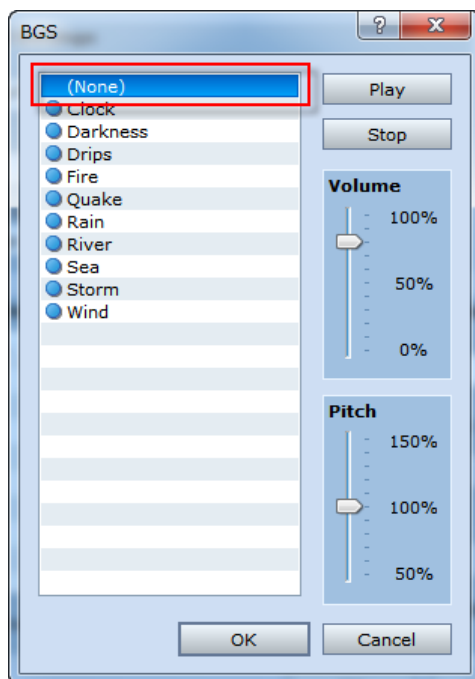 BGS
(None)
Clock
Darkness
Drips
Fire
Quake
Rain
River
Sea
Storm
Wind
Play
Stop
Volume
100%
50%
0%
Pitch
150%
100%
50%
OK
Cancel